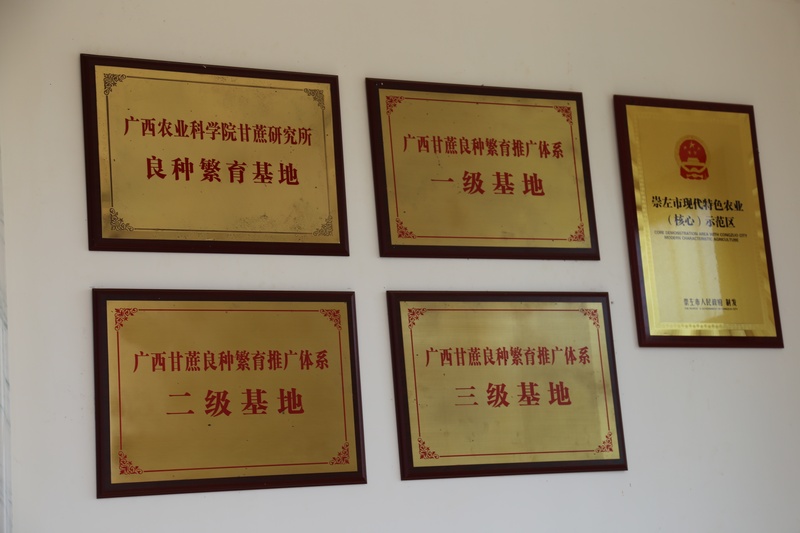 广西农业科学院甘蔗研究所
良种繁育基地
广西甘蔗良种繁育推广体系
一级基地
崇左市现代特色农业
（核心）示范区
崇左市人民政府 制发
广西甘蔗良种繁育推广体系
二级基地
广西甘蔗良种繁育推广体系
三级基地